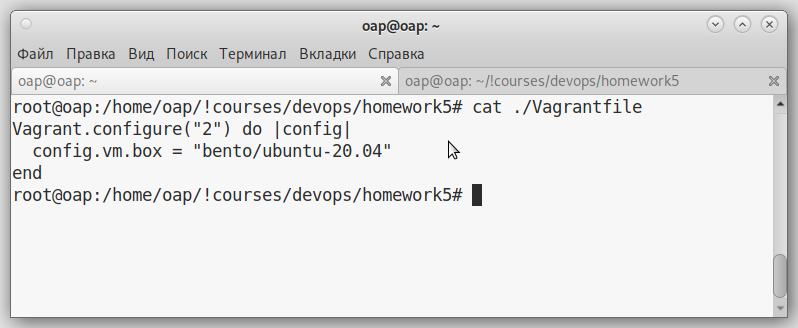 oap@oap: ~
Файл Правка Вид Поиск Терминал Вкладки Справка
oap@oap: ~ oap@oap: ~/!courses/devops/homework5
root@oap:/home/oap/!courses/devops/homework5# cat ./Vagrantfile
Vagrant.configure("2") do |config|
  config.vm.box = "bento/ubuntu-20.04"
end
root@oap:/home/oap/!courses/devops/homework5#